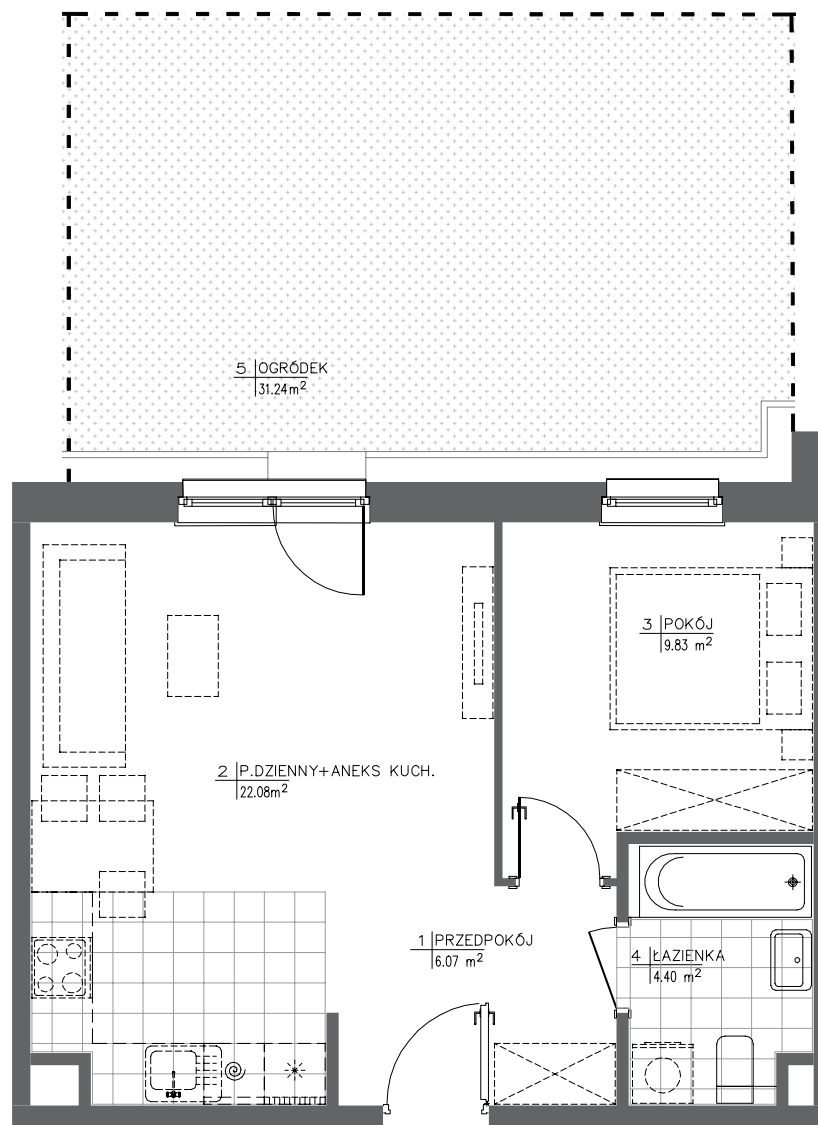 5 OGRÓDEK
31.24m²
3 POKÓJ
9.83 m²
2 P.DZIENNY+ANEKS KUCH.
22.08m²
1 PRZEDPOKÓJ
6.07 m²
4 ŁAZIENKA
4.40 m²